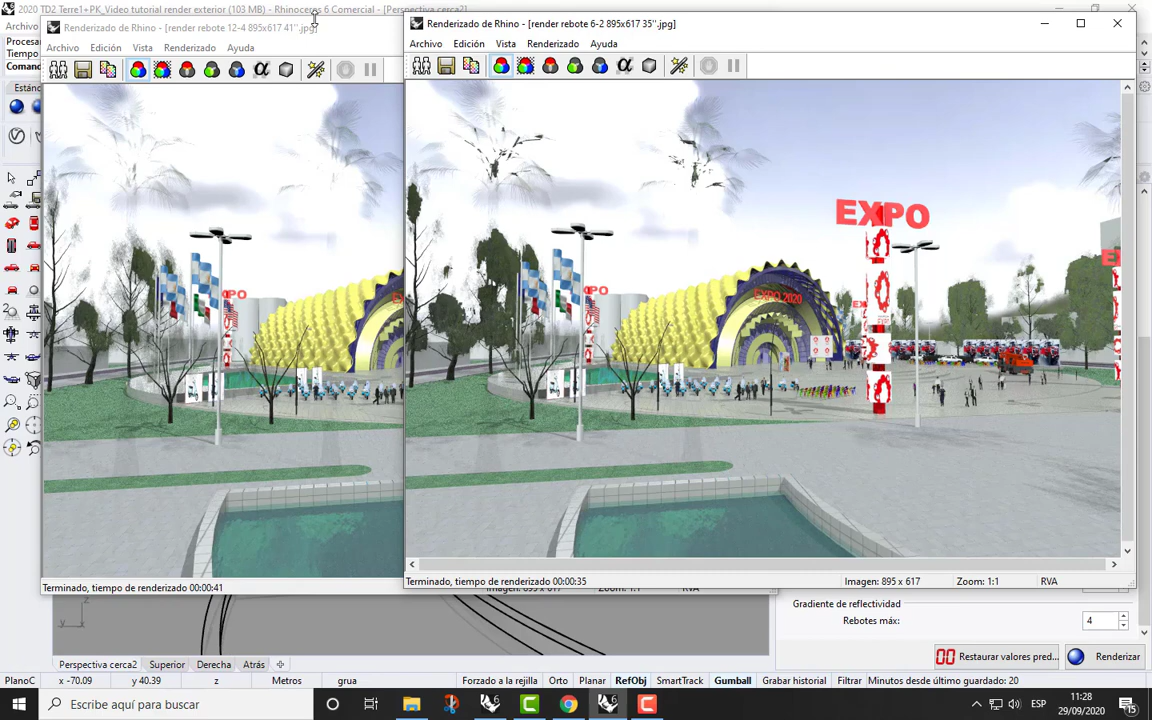 2020 TD2 Terre1+PK_Video tutorial render exterior (103 MB) - Rhinoceros 6 Comercial - [Perspectiva cerca2]
Archivo
Procesar
Tiempo
Comando
Están
Renderizado de Rhino - [render rebote 12-4 895x617 41''.jpg]
Archivo Edición Vista Renderizado Ayuda
Renderizado de Rhino - [render rebote 6-2 895x617 35''.jpg]
Archivo Edición Vista Renderizado Ayuda
EXPO
EXPO 2020
Terminado, tiempo de renderizado 00:00:41
Terminado, tiempo de renderizado 00:00:35
Imagen: 895 x 617 Zoom: 1:1 RVA
Gradiente de reflectividad
Rebotes máx: 4
Restaurar valores pred... Renderizar
z
y
Perspectiva cerca2 Superior Derecha Atrás
PlanoC x -70.09 y 40.39 z Metros grua Forzado a la rejilla Orto Planar RefObj SmartTrack Gumball Grabar historial Filtrar Minutos desde último guardado: 20
Escribe aquí para buscar
ESP
11:28
29/09/2020
15